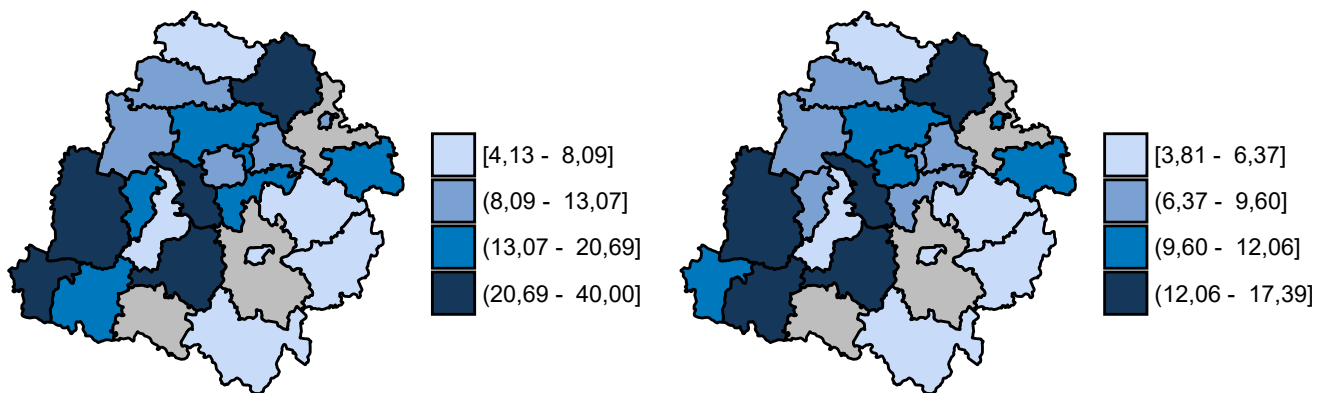 [4,13 - 8,09]
(8,09 - 13,07]
(13,07 - 20,69]
(20,69 - 40,00]
[3,81 - 6,37]
(6,37 - 9,60]
(9,60 - 12,06]
(12,06 - 17,39]